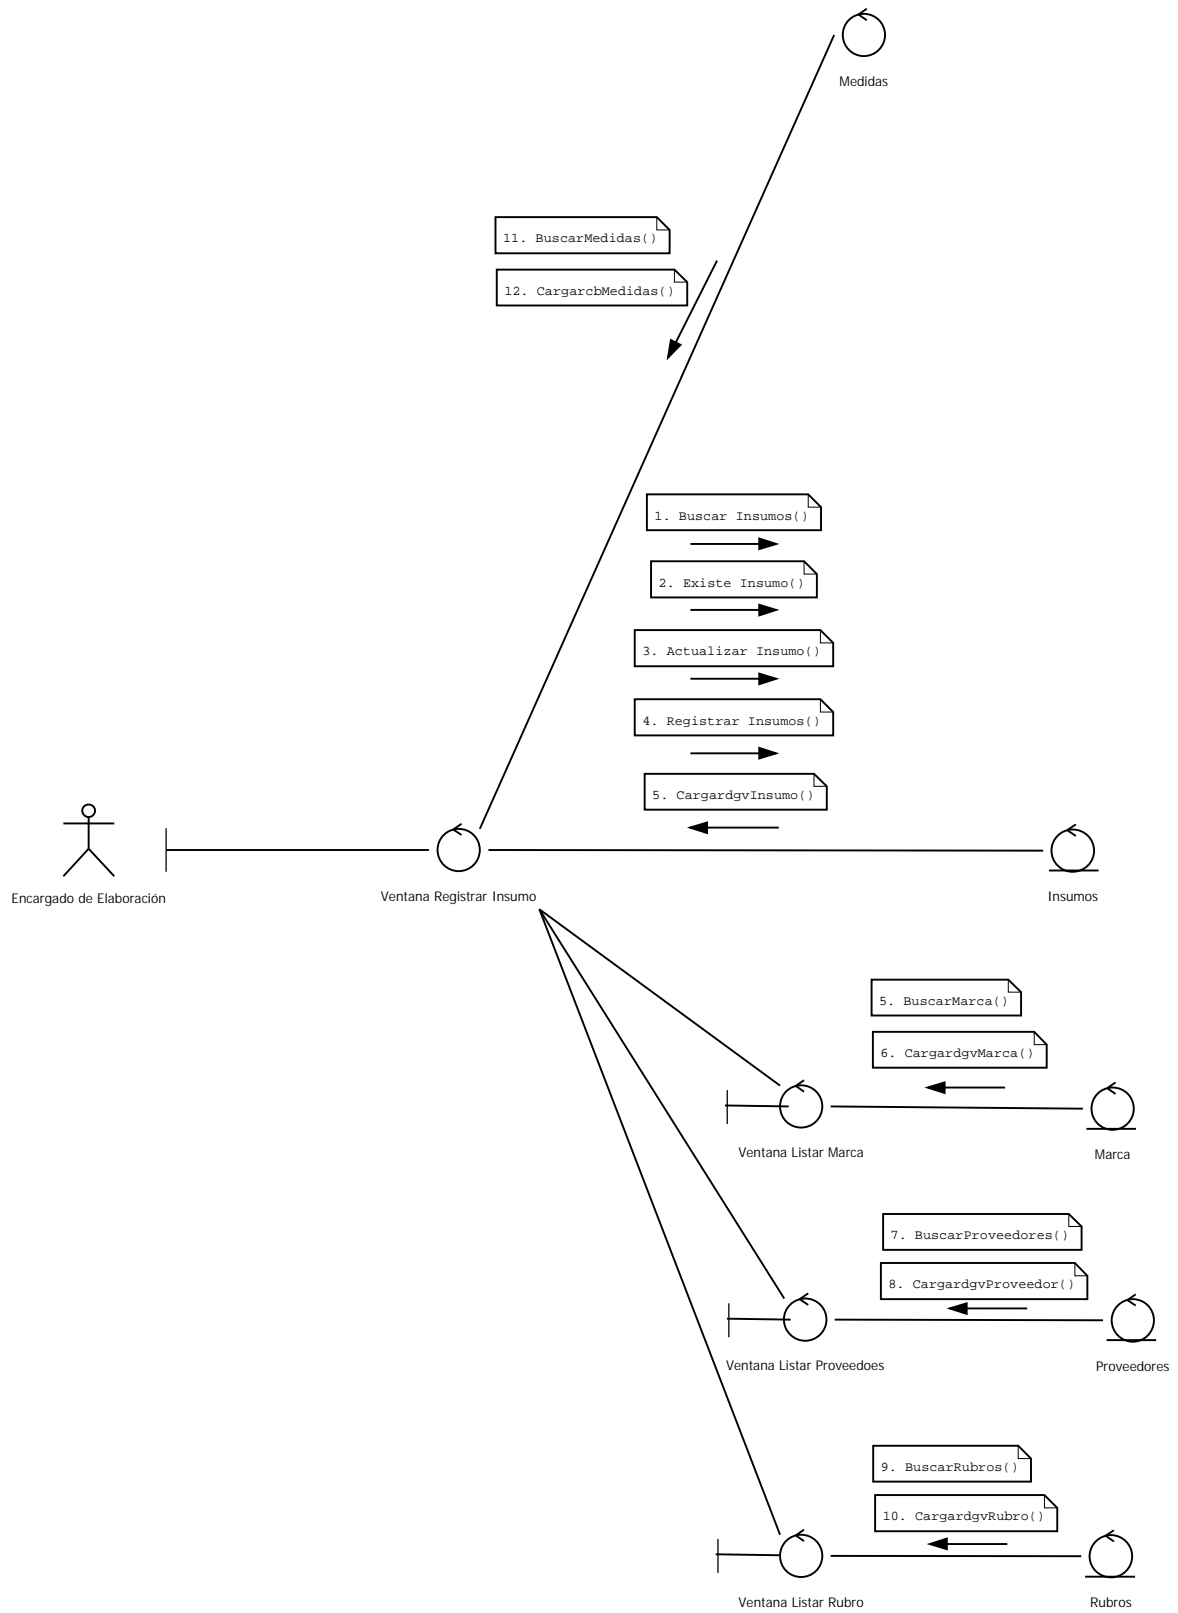 Medidas
11. BuscarMedidas()
12. CargarcbMedidas()
1. Buscar Insumos()
2. Existe Insumo()
3. Actualizar Insumo()
4. Registrar Insumos()
5. CargardgvInsumo()
Encargado de Elaboración
Ventana Registrar Insumo
Insumos
5. BuscarMarca()
6. CargardgvMarca()
Ventana Listar Marca
Marca
7. BuscarProveedores()
8. CargardgvProveedor()
Ventana Listar Proveedoes
Proveedores
9. BuscarRubros()
10. CargardgvRubro()
Ventana Listar Rubro
Rubros